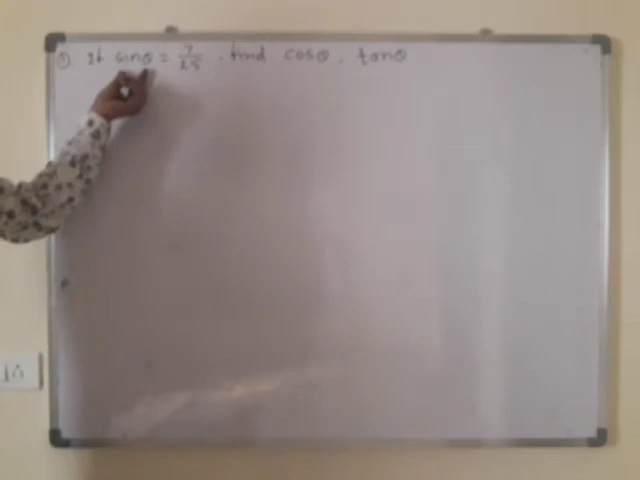 ① If sinθ = 7/25 , find cosθ , tanθ